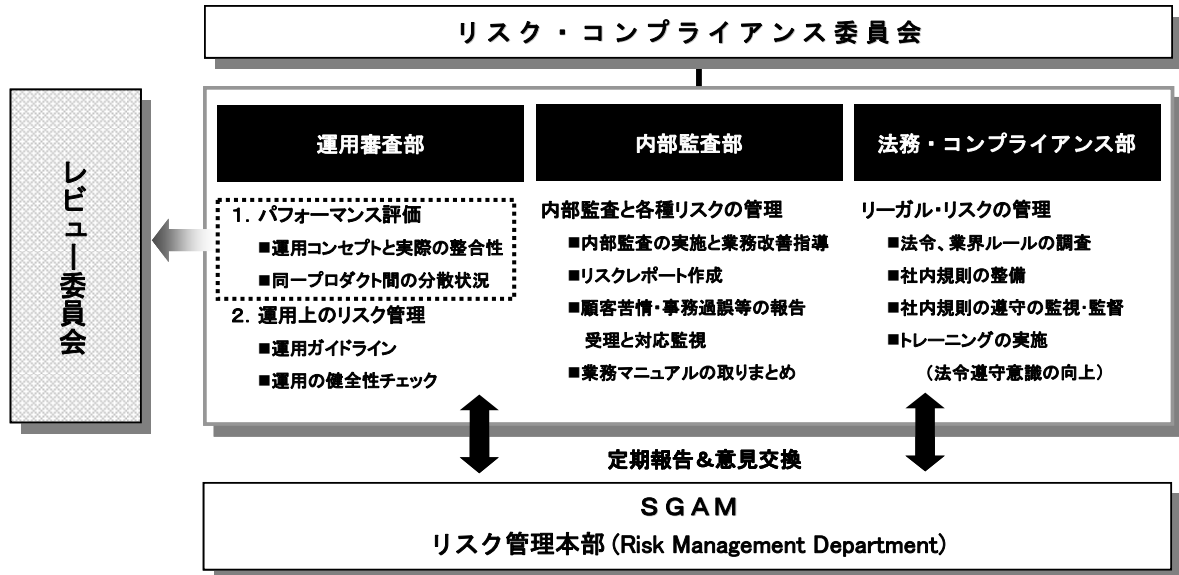 リスク・コンプライアンス委員会
レビュー委員会
運用審査部
1. パフォーマンス評価
■運用コンセプトと実際の整合性
■同一プロダクト間の分散状況
2. 運用上のリスク管理
■運用ガイドライン
■運用の健全性チェック
内部監査部
内部監査と各種リスクの管理
■内部監査の実施と業務改善指導
■リスクレポート作成
■顧客苦情・事務過誤等の報告
受理と対応監視
■業務マニュアルの取りまとめ
法務・コンプライアンス部
リーガル・リスクの管理
■法令、業界ルールの調査
■社内規則の整備
■社内規則の遵守の監視・監督
■トレーニングの実施
（法令遵守意識の向上）
定期報告＆意見交換
ＳＧＡＭ
リスク管理本部 (Risk Management Department)